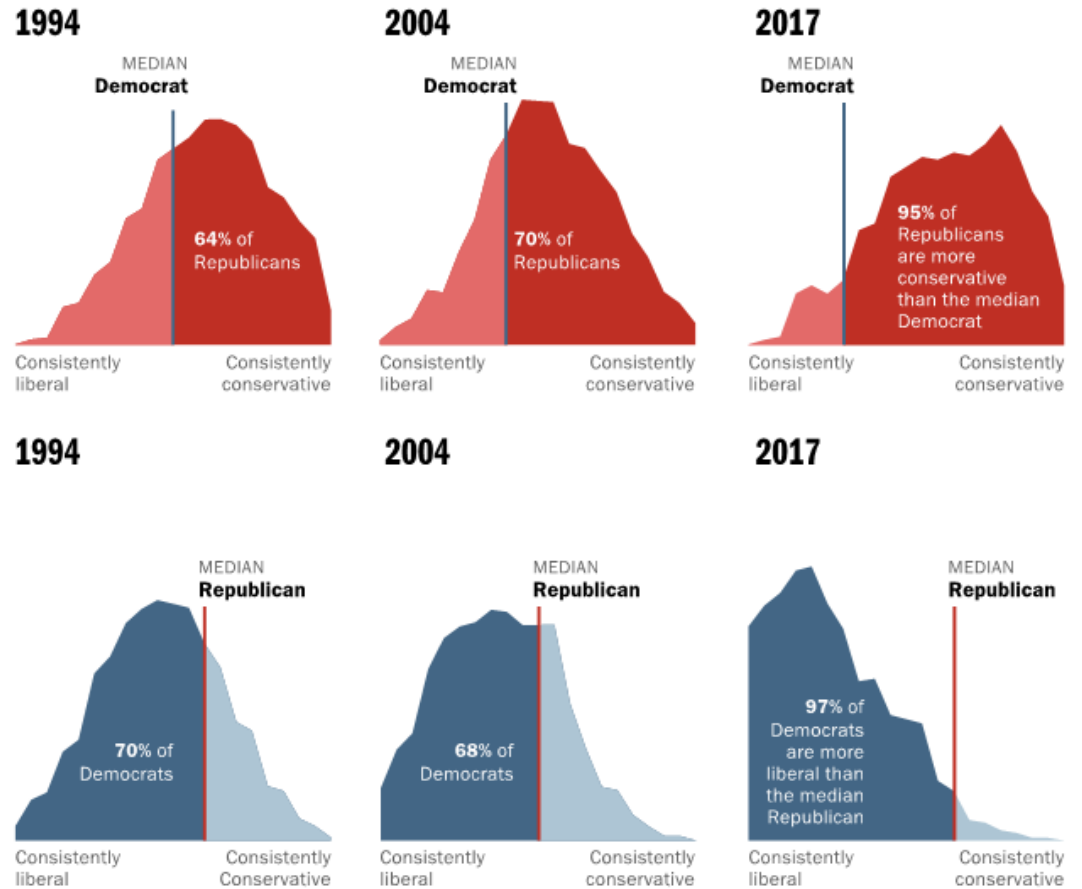 1994
MEDIAN
Democrat
64% of
Republicans
Consistently
liberal
Consistently
conservative
2004
MEDIAN
Democrat
70% of
Republicans
Consistently
liberal
Consistently
conservative
2017
MEDIAN
Democrat
95% of
Republicans
are more
conservative
than the median
Democrat
Consistently
liberal
Consistently
conservative
1994
MEDIAN
Republican
70% of
Democrats
Consistently
liberal
Consistently
Conservative
2004
MEDIAN
Republican
68% of
Democrats
Consistently
liberal
Consistently
conservative
2017
MEDIAN
Republican
97% of
Democrats
are more
liberal than
the median
Republican
Consistently
liberal
Consistently
conservative